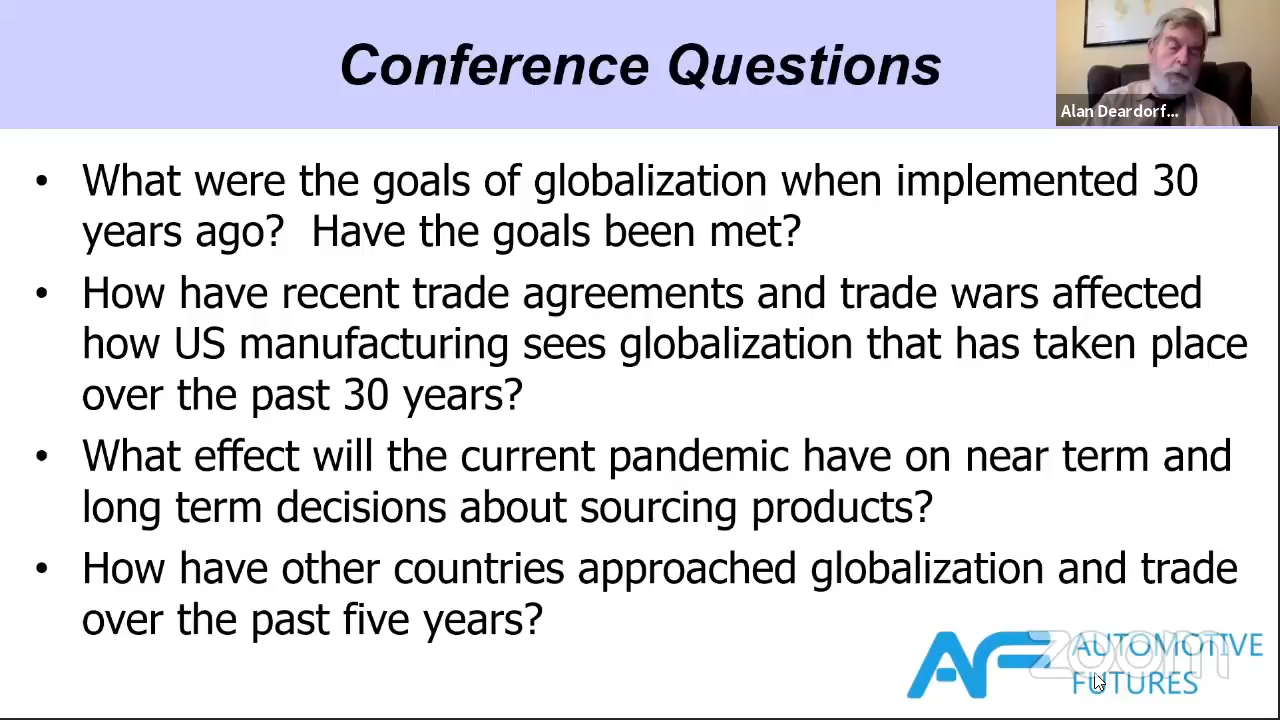 Conference Questions
Alan Deardorf...
• What were the goals of globalization when implemented 30
years ago?  Have the goals been met?
• How have recent trade agreements and trade wars affected
how US manufacturing sees globalization that has taken place
over the past 30 years?
• What effect will the current pandemic have on near term and
long term decisions about sourcing products?
• How have other countries approached globalization and trade
over the past five years?
AF AUTOMOTIVE
FUTURES
zoom